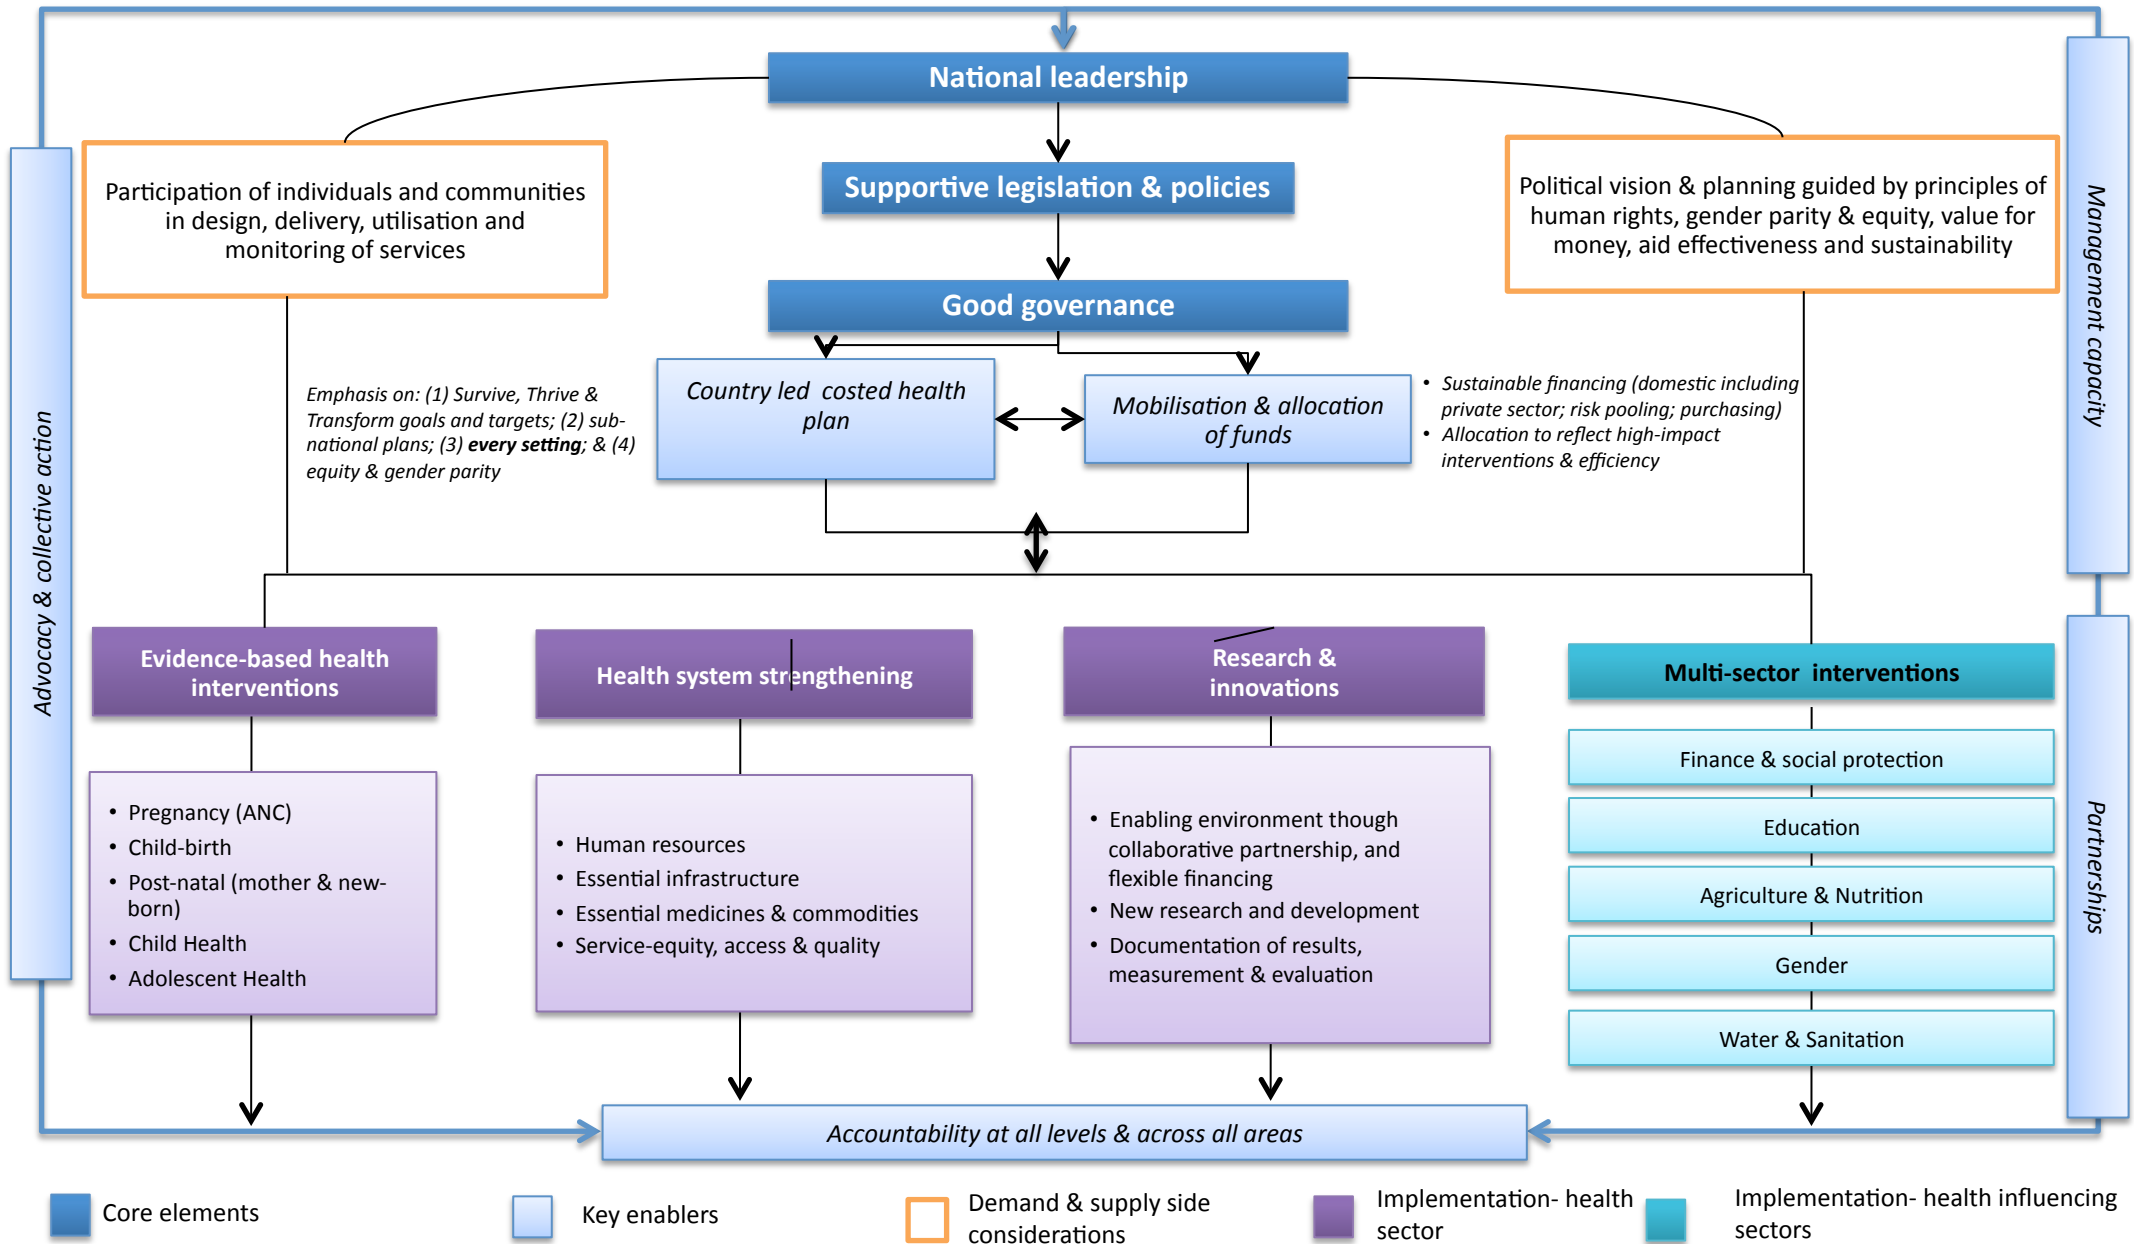 National leadership
Supportive legislation & policies
Good governance
Participation of individuals and communities
in design, delivery, utilisation and
monitoring of services
Political vision & planning guided by principles of
human rights, gender parity & equity, value for
money, aid effectiveness and sustainability
Advocacy & collective action
Management capacity
Partnerships
Emphasis on: (1) Survive, Thrive &
Transform goals and targets; (2) sub-
national plans; (3) every setting; & (4)
equity & gender parity
Country led  costed health
plan
Mobilisation & allocation
of funds
• Sustainable financing (domestic including
private sector; risk pooling; purchasing)
• Allocation to reflect high-impact
interventions & efficiency
Evidence-based health
interventions
• Pregnancy (ANC)
• Child-birth
• Post-natal (mother & new-
born)
• Child Health
• Adolescent Health
Health system strengthening
• Human resources
• Essential infrastructure
• Essential medicines & commodities
• Service-equity, access & quality
Research &
innovations
• Enabling environment though
collaborative partnership, and
flexible financing
• New research and development
• Documentation of results,
measurement & evaluation
Multi-sector  interventions
Finance & social protection
Education
Agriculture & Nutrition
Gender
Water & Sanitation
Accountability at all levels & across all areas
Core elements
Key enablers
Demand & supply side
considerations
Implementation- health
sector
Implementation- health influencing
sectors